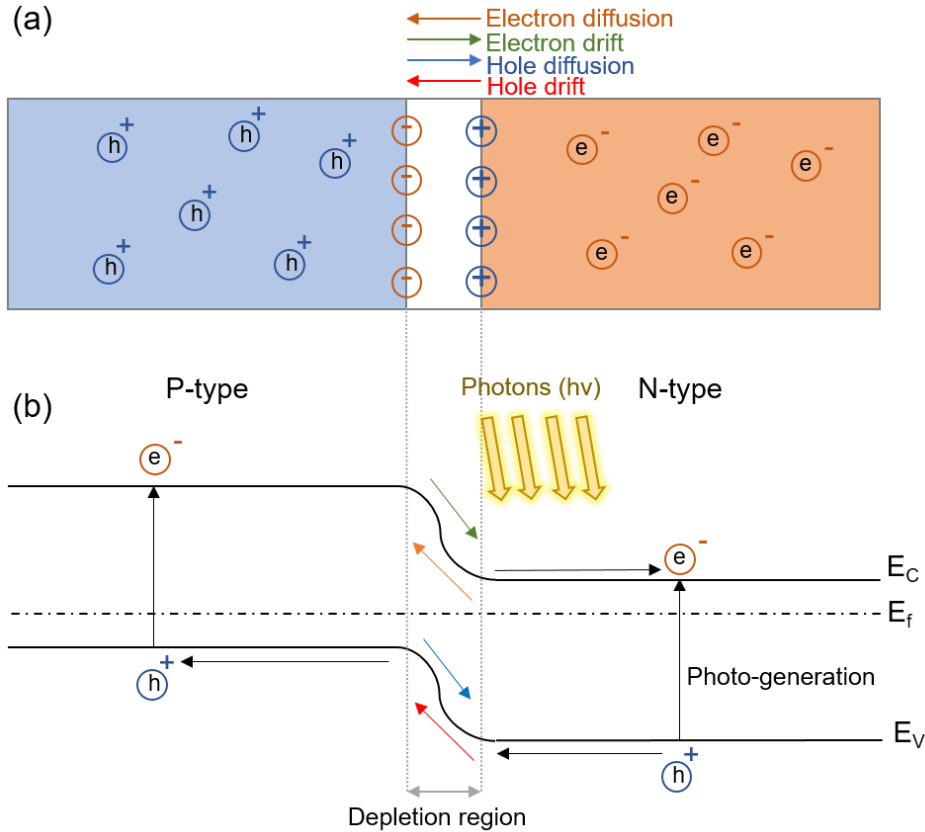 (a)
Electron diffusion
Electron drift
Hole diffusion
Hole drift
h+ h+ h+ h+ h+ h+
- - - -
+ + + +
e- e- e- e- e- e-
P-type
Photons (hv)
N-type
(b)
e-
e-
EC
Ef
h+
Photo-generation
EV
h+
Depletion region